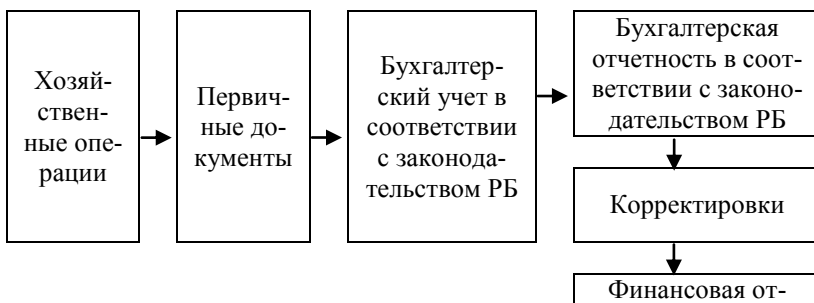 Хозяй-
ствен-
ные опе-
рации
Первич-
ные до-
кументы
Бухгалтер-
ский учет в
соответствии
с законода-
тельством РБ
Бухгалтерская
отчетность в соот-
ветствии с законо-
дательством РБ
Корректировки
Финансовая от-